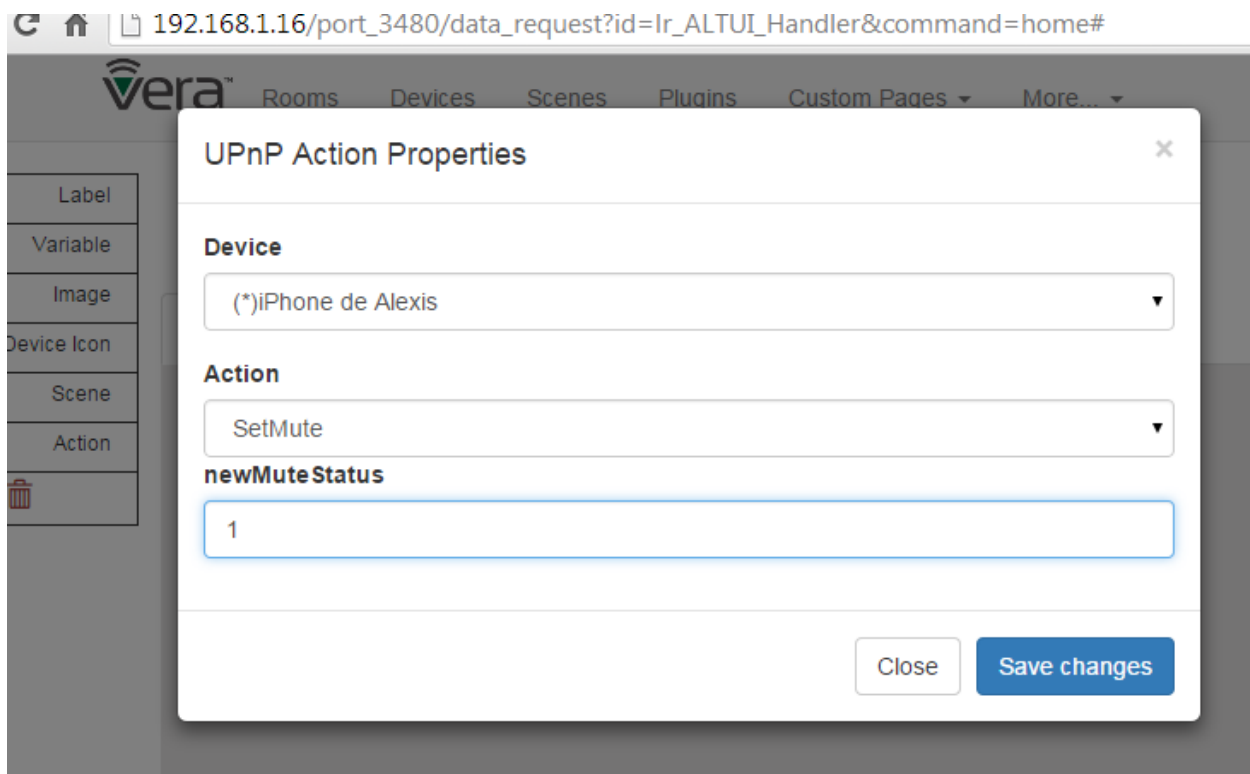 192.168.1.16/port_3480/data_request?id=lr_ALTUI_Handler&command=home#
vera™ Rooms Devices Scenes Plugins Custom Pages More...
UPnP Action Properties ×
Label
Variable
Image
Device Icon
Scene
Action
Device
(*)iPhone de Alexis
Action
SetMute
newMuteStatus
1
Close Save changes